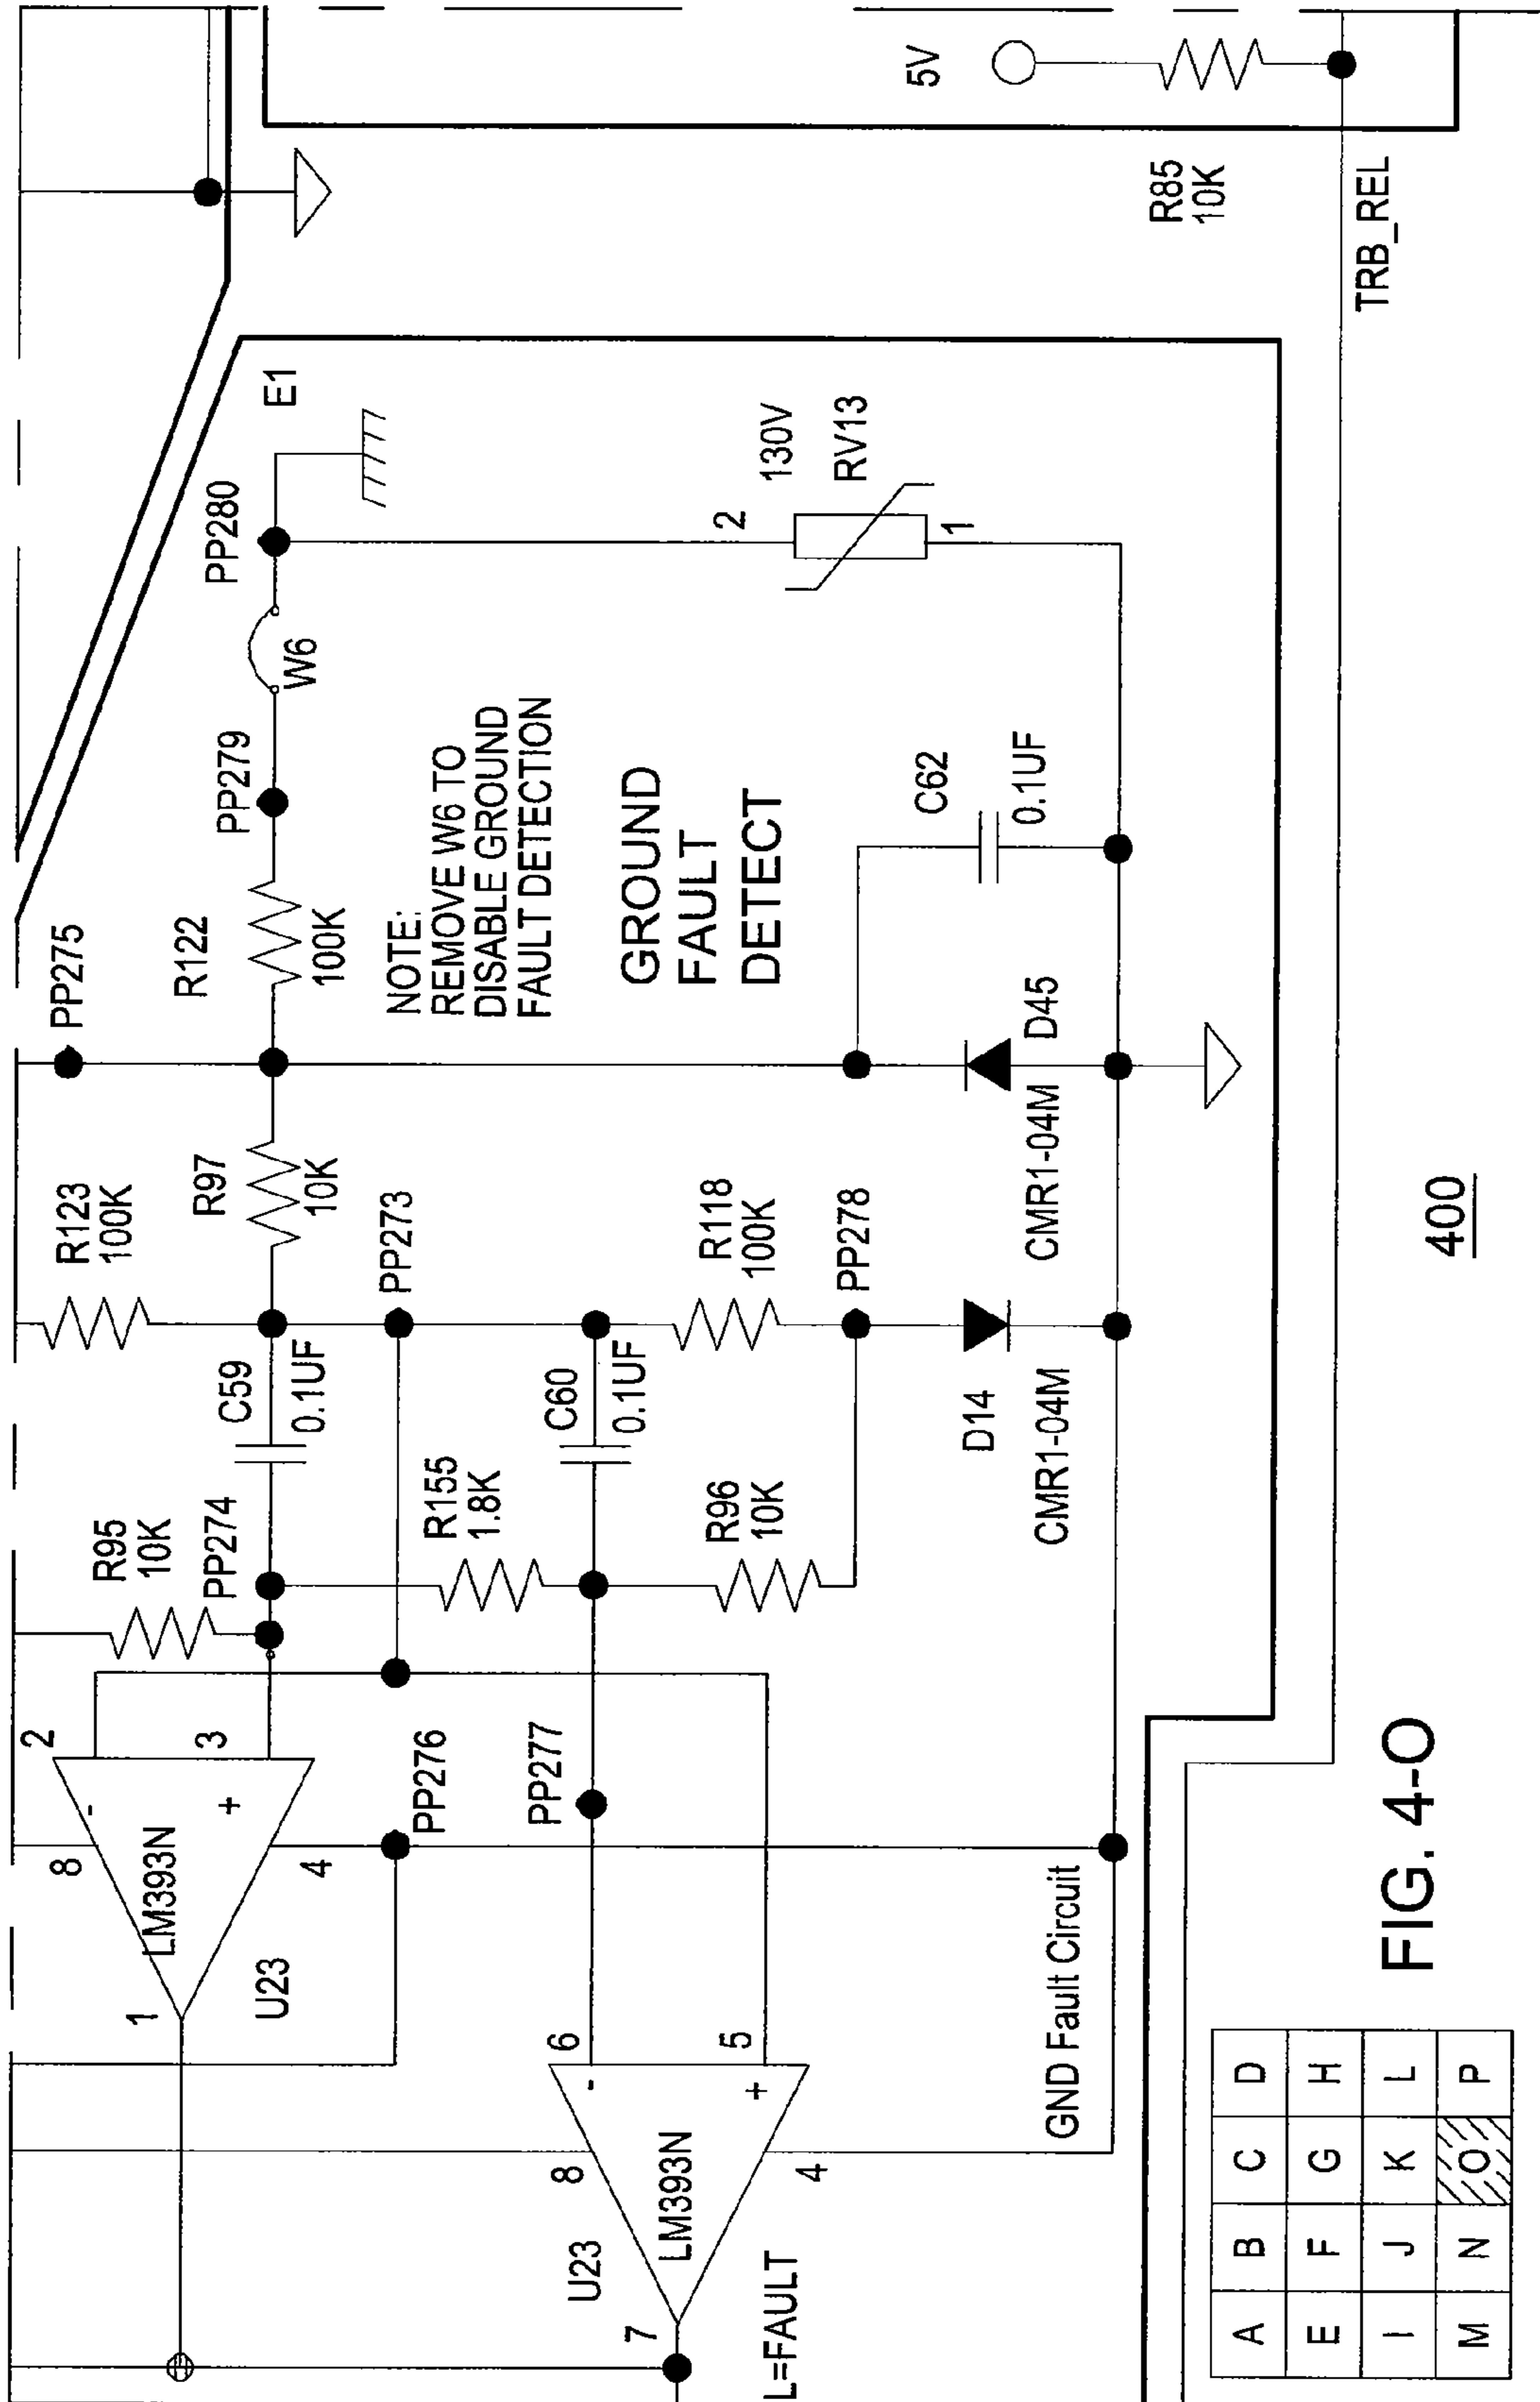 PP275
R123
100K
R95
10K
PP274
2
8
-
LM393N
3
+
4
1
U23
C59
0.1UF
R97
10K
R122
100K
PP279
W6
PP280
E1
PP273
PP276
NOTE:
REMOVE W6 TO
DISABLE GROUND
FAULT DETECTION
R155
1.8K
C60
0.1UF
PP277
6
-
8
U23
LM393N
5
+
4
7
L=FAULT
R96
10K
R118
100K
PP278
GROUND
FAULT
DETECT
2
130V
RV13
1
C62
0.1UF
D45
CMR1-04M
D14
CMR1-04M
GND Fault Circuit
5V
R85
10K
TRB_REL
A B C D
E F G H
I J K L
M N O P
FIG. 4-O
400